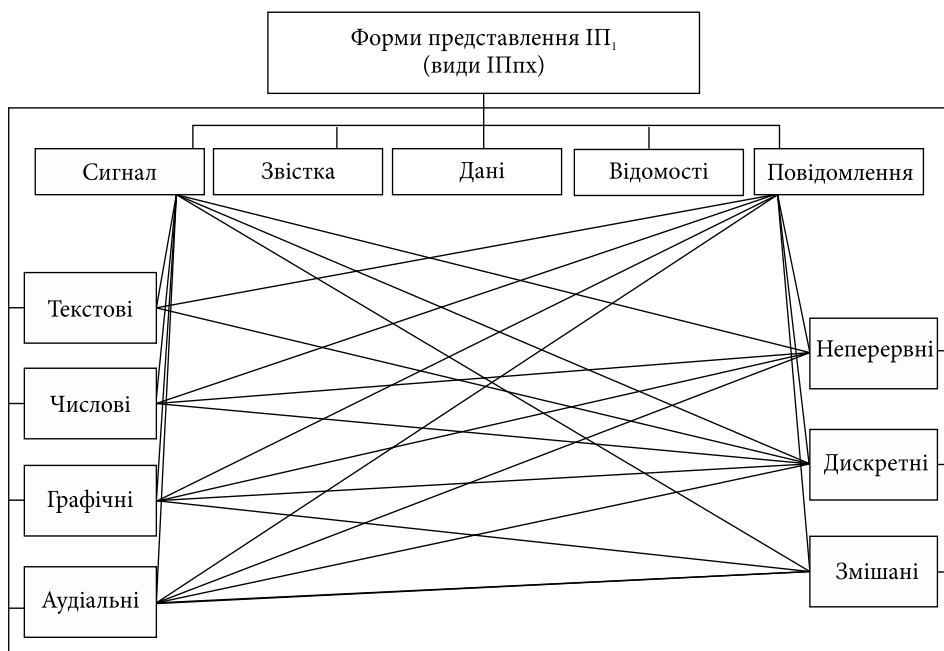 Форми представлення ІП₁
(види ІПпх)
Сигнал
Звістка
Дані
Відомості
Повідомлення
Текстові
Неперервні
Числові
Дискретні
Графічні
Змішані
Аудіальні